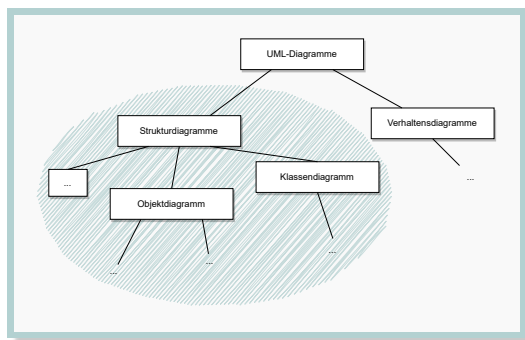 UML-Diagramme
Verhaltensdiagramme
Strukturdiagramme
...
Klassendiagramm
...
Objektdiagramm
...
...
...